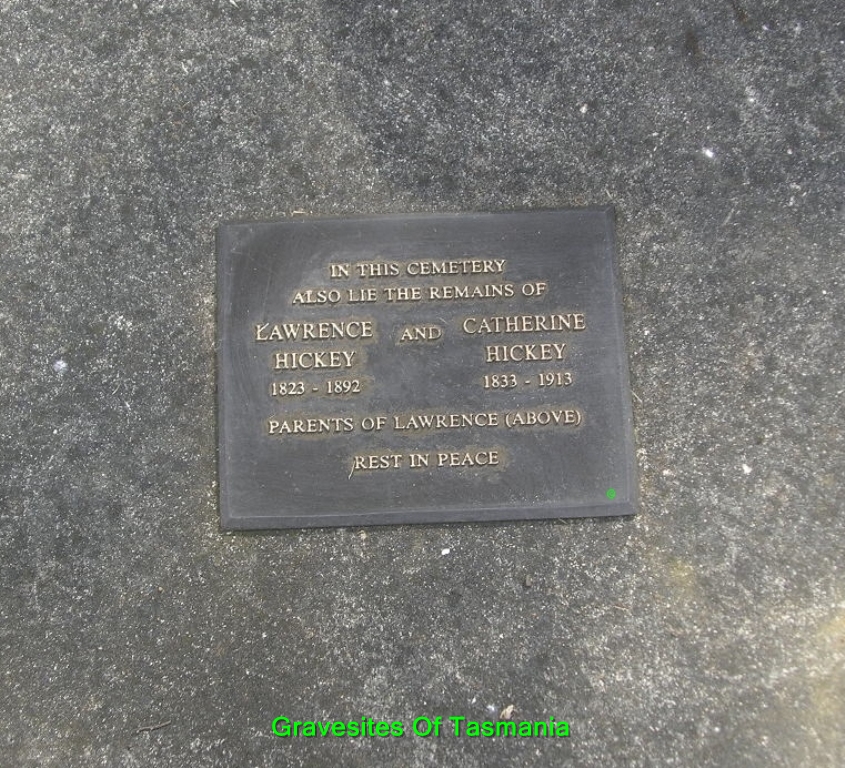 IN THIS CEMETERY
ALSO LIE THE REMAINS OF
LAWRENCE AND CATHERINE
HICKEY HICKEY
1823 - 1892 1833 - 1913
PARENTS OF LAWRENCE (ABOVE)
REST IN PEACE
Gravesites Of Tasmania